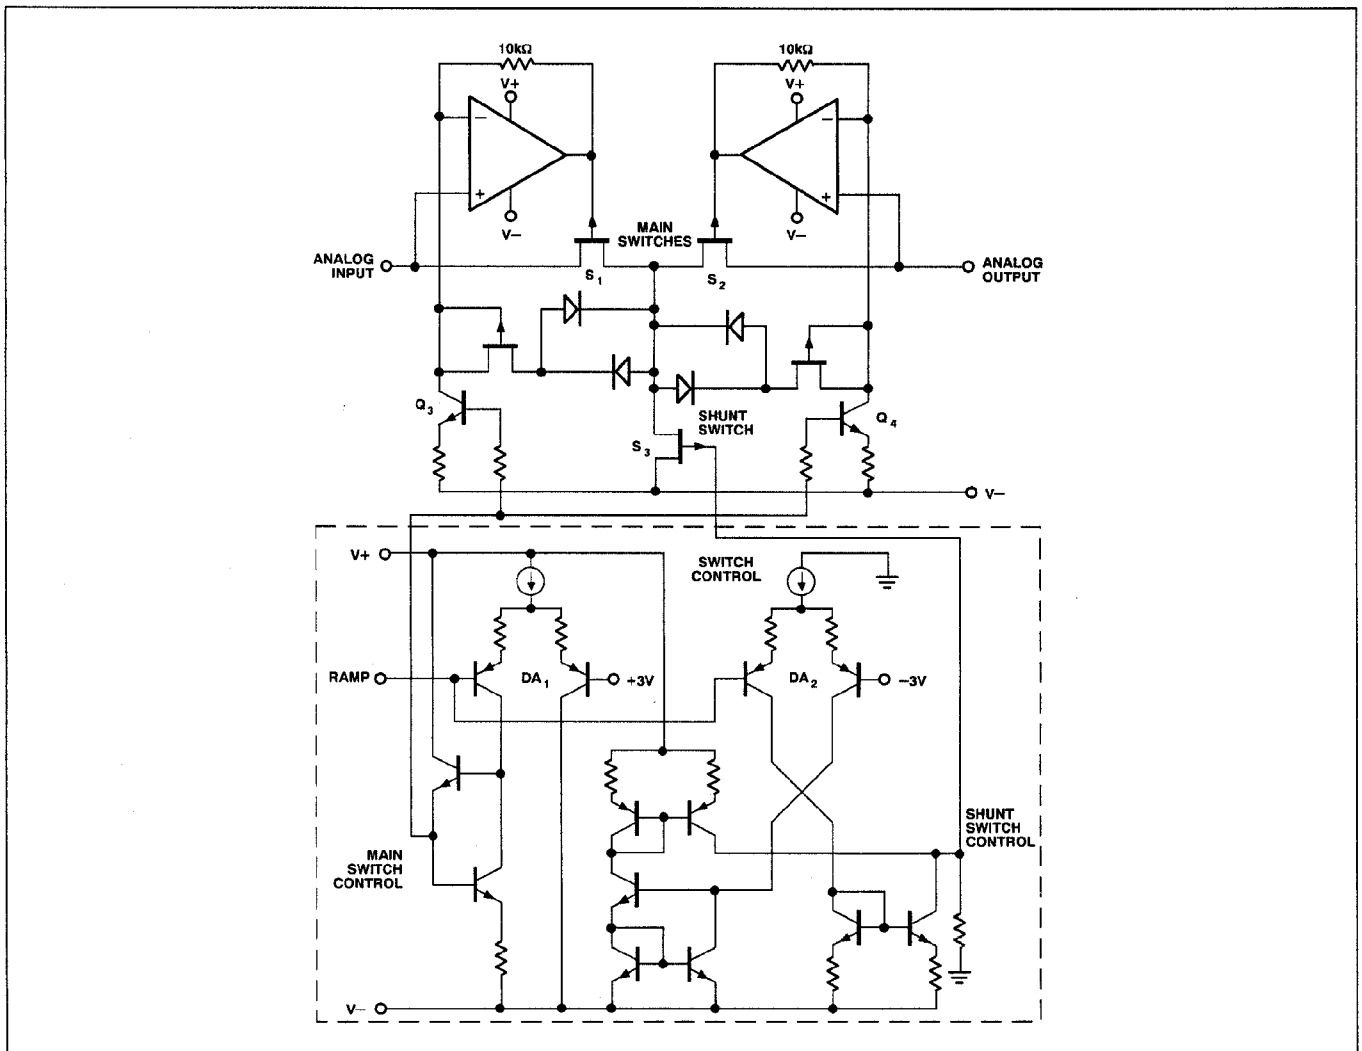 10kΩ
10kΩ
V+
V+
−
−
+
+
V−
V−
MAIN
SWITCHES
ANALOG
INPUT
ANALOG
OUTPUT
S1
S2
Q3
SHUNT
SWITCH
Q4
S3
V−
V+
SWITCH
CONTROL
RAMP
DA1
+3V
DA2
−3V
MAIN
SWITCH
CONTROL
SHUNT
SWITCH
CONTROL
V−